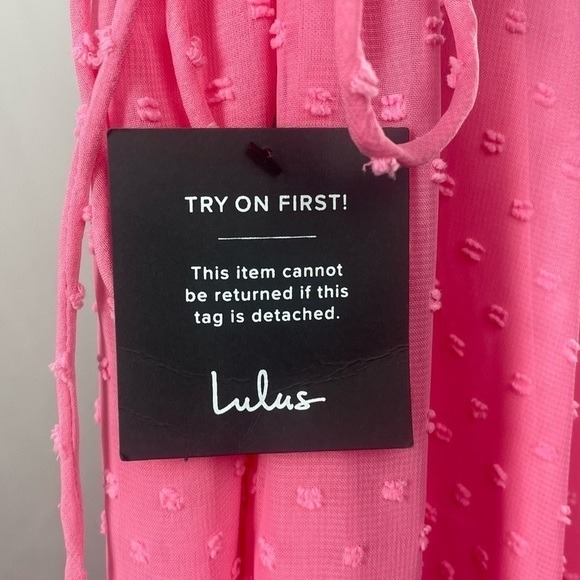 TRY ON FIRST!
This item cannot
be returned if this
tag is detached.
Lulus